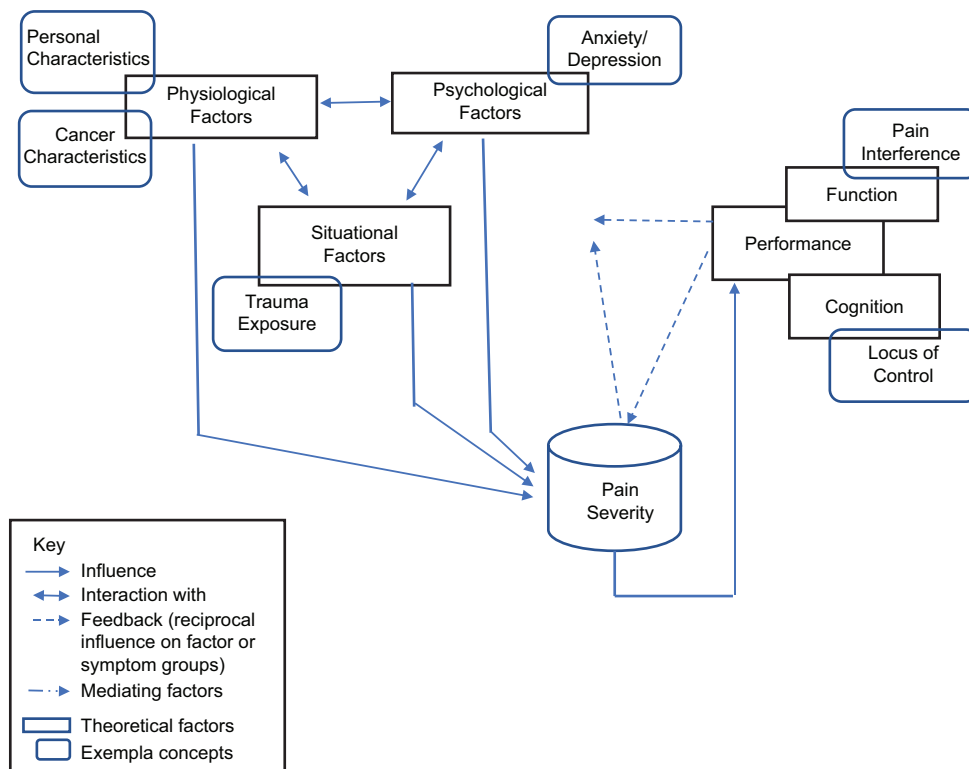 Personal
Characteristics
Physiological
Factors
Cancer
Characteristics
Anxiety/
Depression
Psychological
Factors
Situational
Factors
Trauma
Exposure
Pain
Interference
Function
Performance
Cognition
Locus of
Control
Pain
Severity
Key
Influence
Interaction with
Feedback (reciprocal
influence on factor or
symptom groups)
Mediating factors
Theoretical factors
Exempla concepts